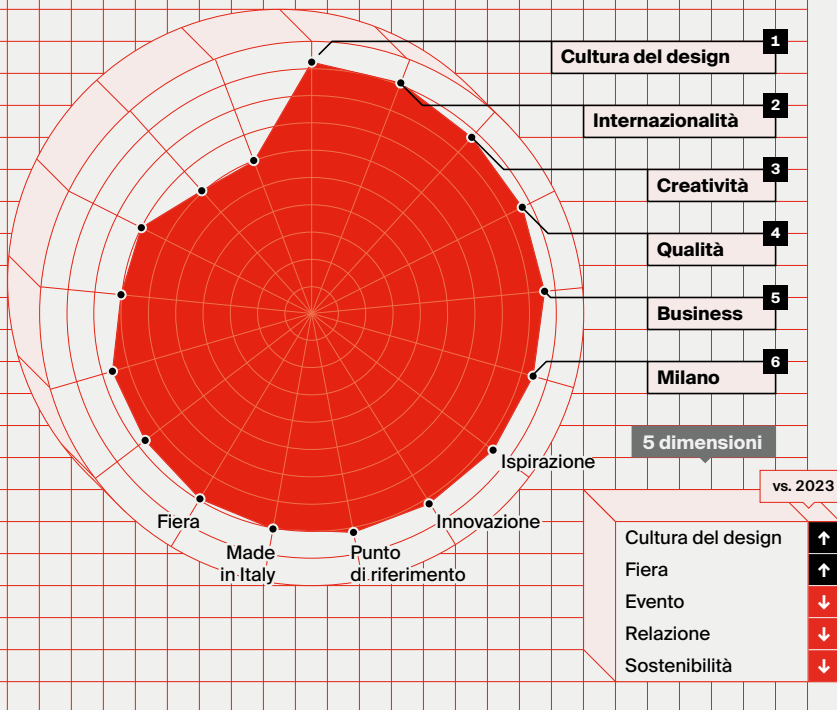 1
Cultura del design
2
Internazionalità
3
Creatività
4
Qualità
5
Business
6
Milano
5 dimensioni
Ispirazione
vs. 2023
Fiera
Innovazione
Made
in Italy
Punto
di riferimento
Cultura del design
↑
Fiera
↑
Evento
↓
Relazione
↓
Sostenibilità
↓